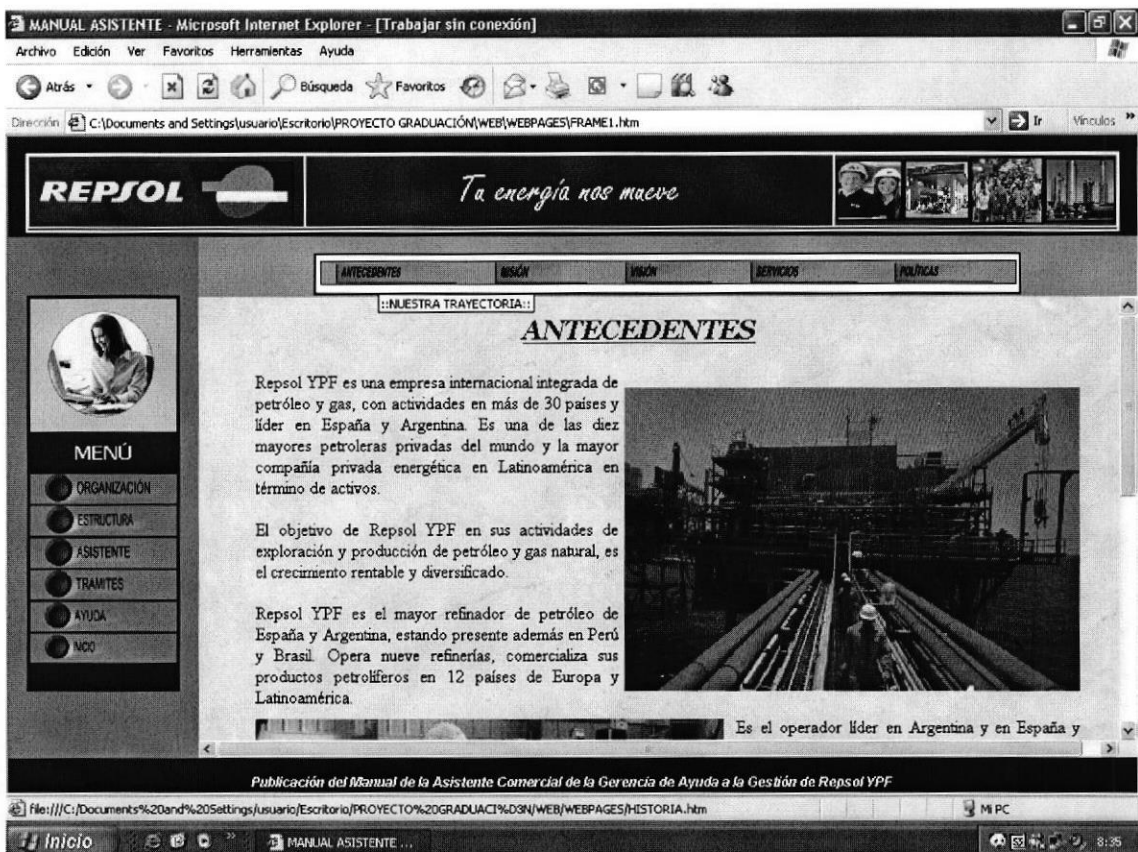 MANUAL ASISTENTE - Microsoft Internet Explorer - [Trabajar sin conexión]
Archivo Edición Ver Favoritos Herramientas Ayuda
Atrás Búsqueda Favoritos
Dirección C:\Documents and Settings\usuario\Escritorio\PROYECTO GRADUACIÓN\WEB\WEBPAGES\FRAME1.htm Ir Vínculos »
REPSOL Tu energía nos mueve
ANTECEDENTES MISIÓN VISIÓN SERVICIOS POLÍTICAS
::NUESTRA TRAYECTORIA::
MENÚ
ORGANIZACIÓN
ESTRUCTURA
ASISTENTE
TRAMITES
AYUDA
INICIO
ANTECEDENTES
Repsol YPF es una empresa internacional integrada de
petróleo y gas, con actividades en más de 30 países y
líder en España y Argentina. Es una de las diez
mayores petroleras privadas del mundo y la mayor
compañía privada energética en Latinoamérica en
término de activos.
El objetivo de Repsol YPF en sus actividades de
exploración y producción de petróleo y gas natural, es
el crecimiento rentable y diversificado.
Repsol YPF es el mayor refinador de petróleo de
España y Argentina, estando presente además en Perú
y Brasil. Opera nueve refinerías, comercializa sus
productos petrolíferos en 12 países de Europa y
Latinoamérica.
Es el operador líder en Argentina y en España y
Publicación del Manual de la Asistente Comercial de la Gerencia de Ayuda a la Gestión de Repsol YPF
file:///C:/Documents%20and%20Settings/usuario/Escritorio/PROYECTO%20GRADUACI%D3N/WEB/WEBPAGES/HISTORIA.htm Mi PC
Inicio » MANUAL ASISTENTE ... 8:35